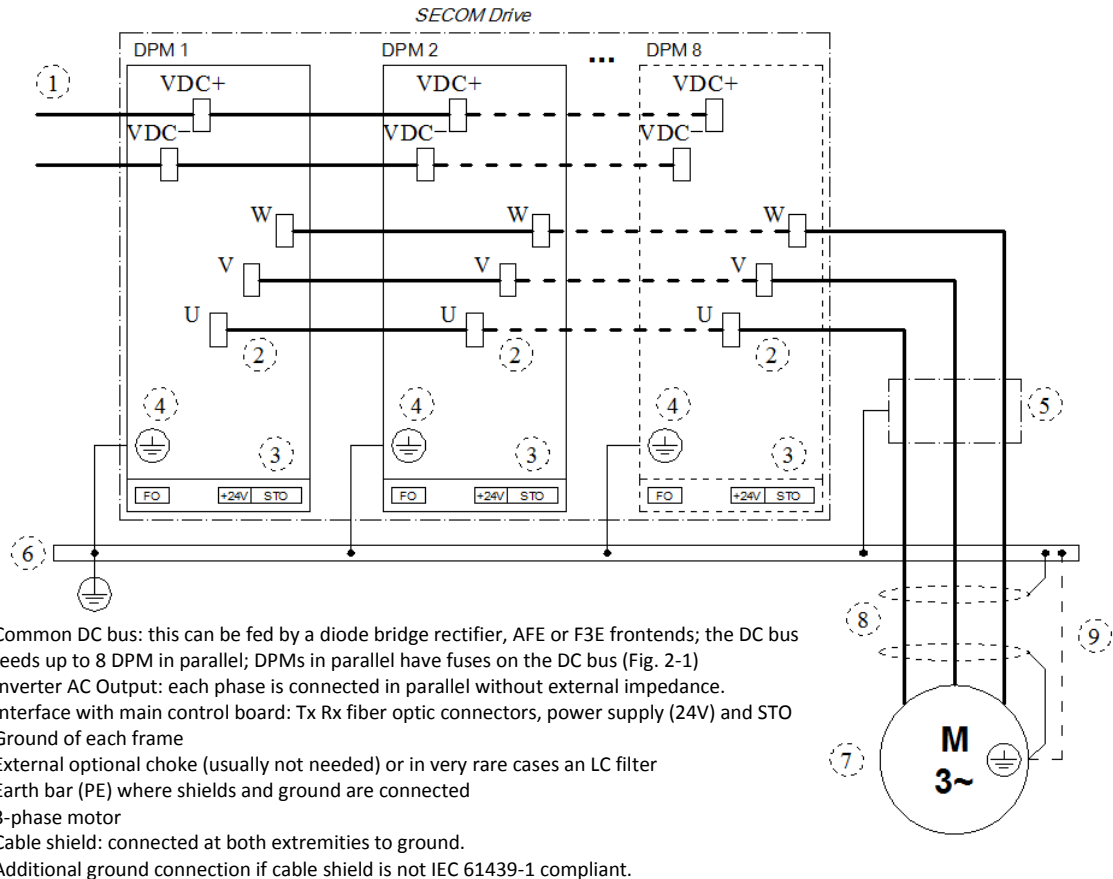 SECOM Drive
DPM 1
DPM 2
...
DPM 8
1
VDC+
VDC+
VDC+
VDC−
VDC−
VDC−
W
W
W
V
V
V
U
U
U
2
2
2
4
4
4
5
3
3
3
FO
+24V
STO
FO
+24V
STO
FO
+24V
STO
6
8
9
7
M
3~
Common DC bus: this can be fed by a diode bridge rectifier, AFE or F3E frontends; the DC bus
feeds up to 8 DPM in parallel; DPMs in parallel have fuses on the DC bus (Fig. 2-1)
Inverter AC Output: each phase is connected in parallel without external impedance.
Interface with main control board: Tx Rx fiber optic connectors, power supply (24V) and STO
Ground of each frame
External optional choke (usually not needed) or in very rare cases an LC filter
Earth bar (PE) where shields and ground are connected
3-phase motor
Cable shield: connected at both extremities to ground.
Additional ground connection if cable shield is not IEC 61439-1 compliant.